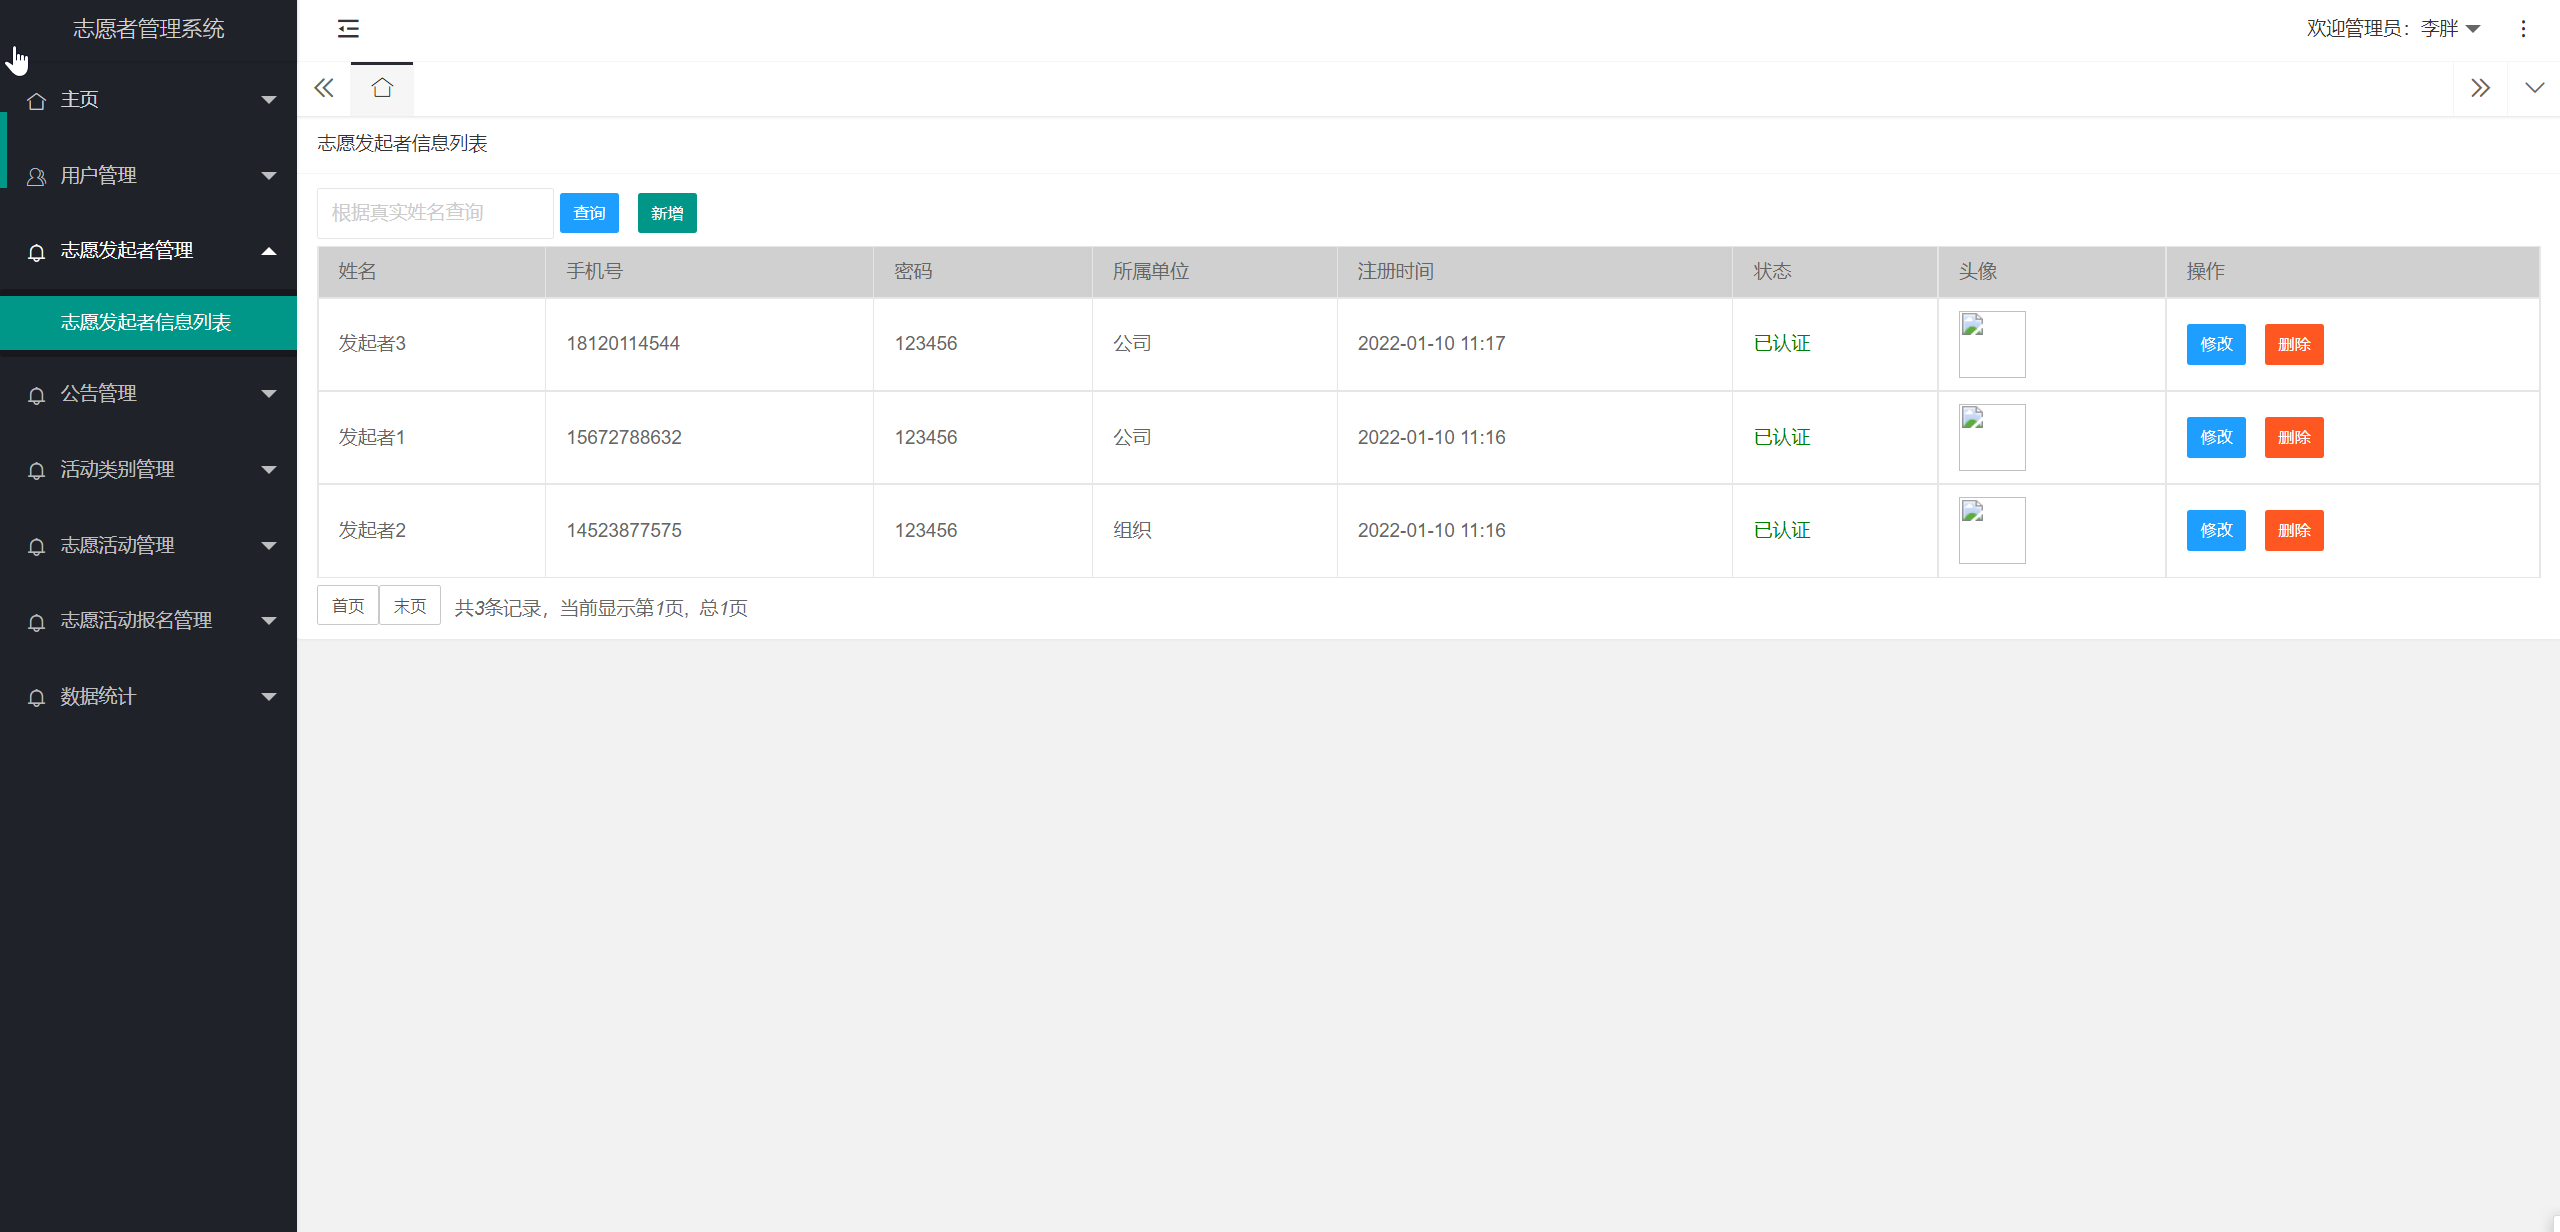 志愿者管理系统
欢迎管理员：李胖
主页
用户管理
志愿发起者管理
志愿发起者信息列表
公告管理
活动类别管理
志愿活动管理
志愿活动报名管理
数据统计
志愿发起者信息列表
根据真实姓名查询 查询 新增
姓名 手机号 密码 所属单位 注册时间 状态 头像 操作
发起者3 18120114544 123456 公司 2022-01-10 11:17 已认证 修改 删除
发起者1 15672788632 123456 公司 2022-01-10 11:16 已认证 修改 删除
发起者2 14523877575 123456 组织 2022-01-10 11:16 已认证 修改 删除
首页 末页 共3条记录，当前显示第1页，总1页